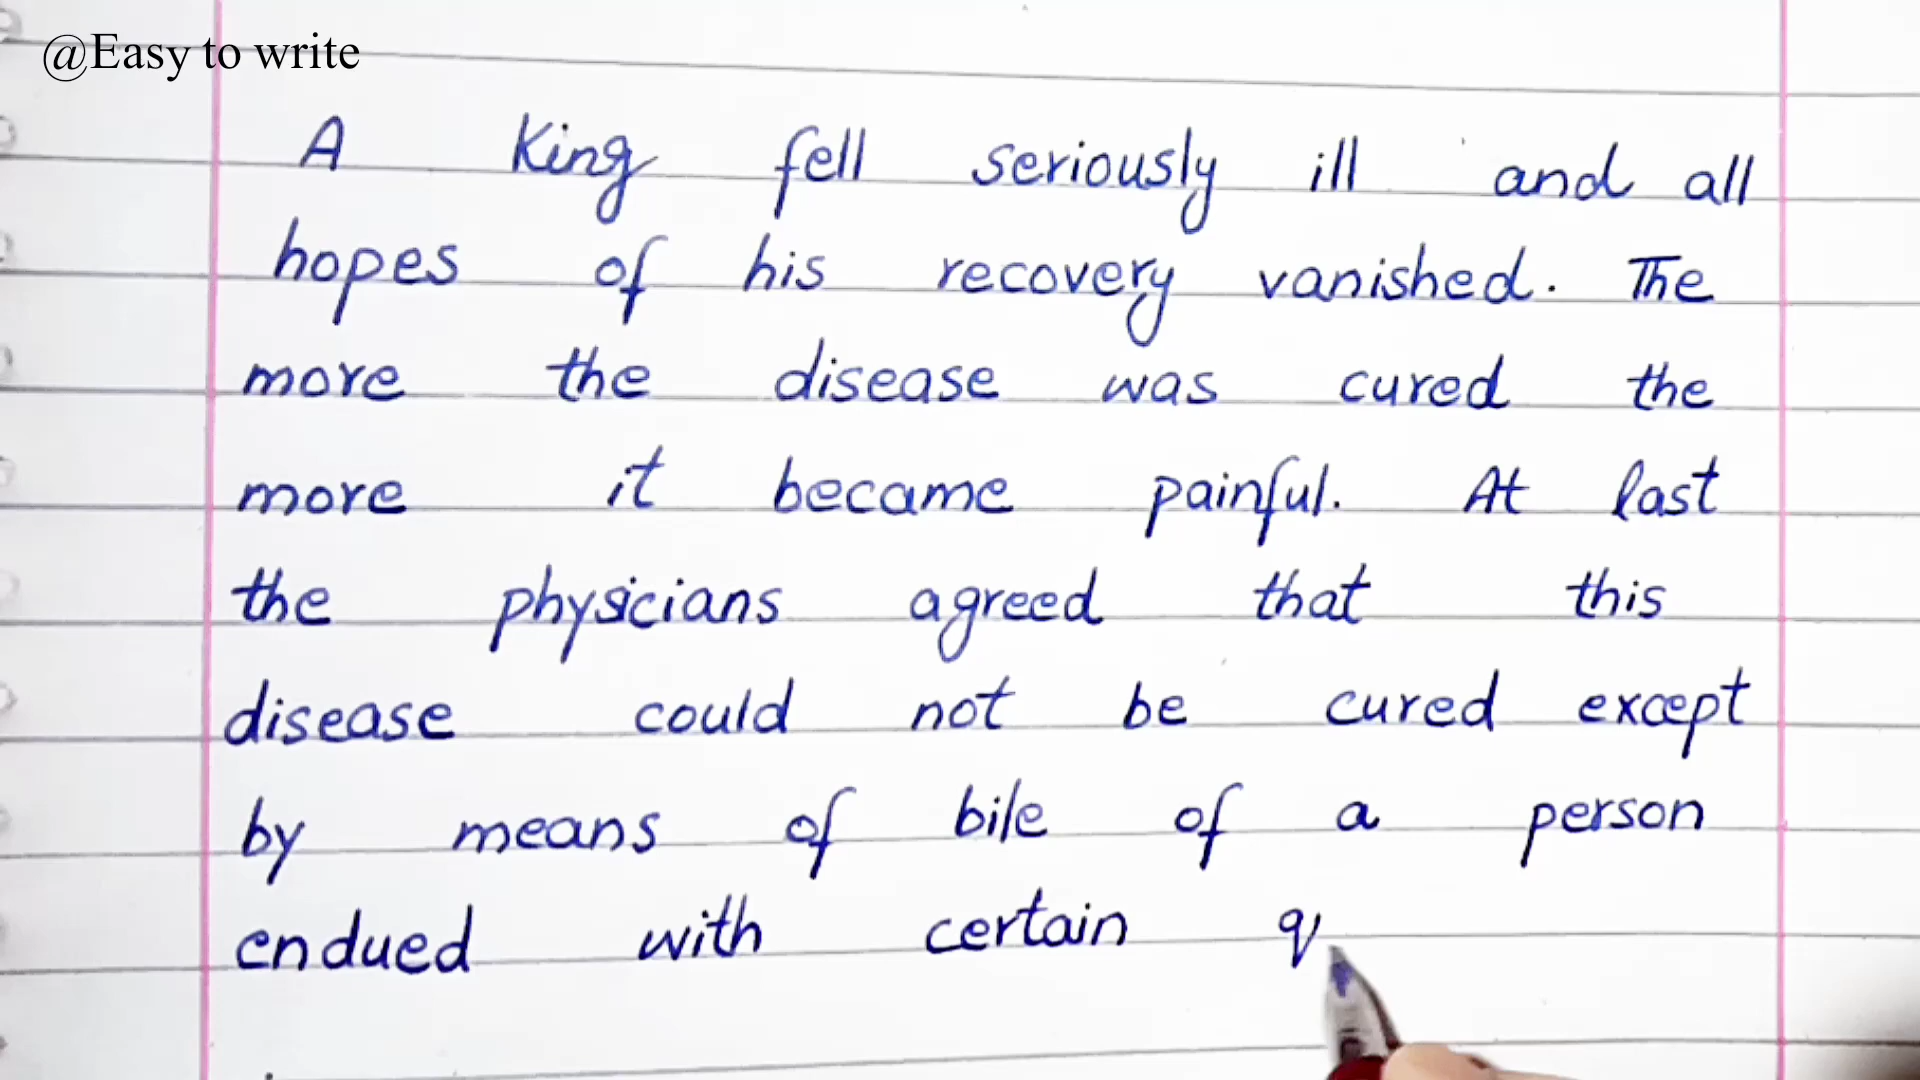 @Easy to write
A King fell seriously ill and all
hopes of his recovery vanished. The
more the disease was cured the
more it became painful. At last
the physicians agreed that this
disease could not be cured except
by means of bile of a person
endued with certain q